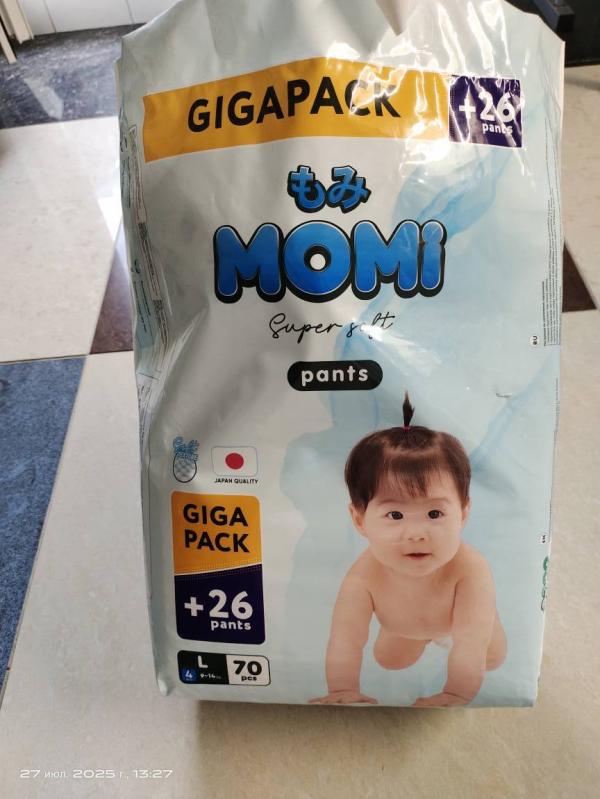 GIGAPACK
+26
pants
もみ
MOMi
Super soft
pants
JAPAN QUALITY
GIGA
PACK
+26
pants
4
L
9-14
70
pcs
RU
27 июл. 2025 г., 13:27